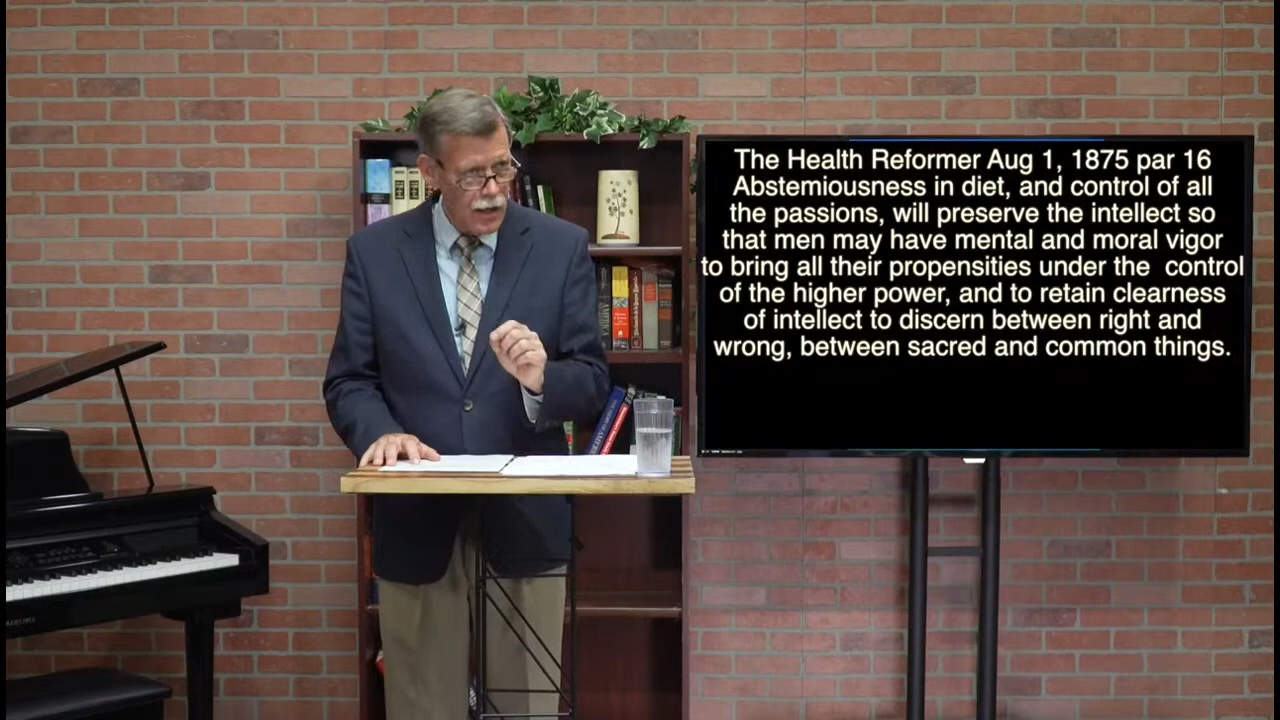 The Health Reformer Aug 1, 1875 par 16
Abstemiousness in diet, and control of all
the passions, will preserve the intellect so
that men may have mental and moral vigor
to bring all their propensities under the  control
of the higher power, and to retain clearness
of intellect to discern between right and
wrong, between sacred and common things.